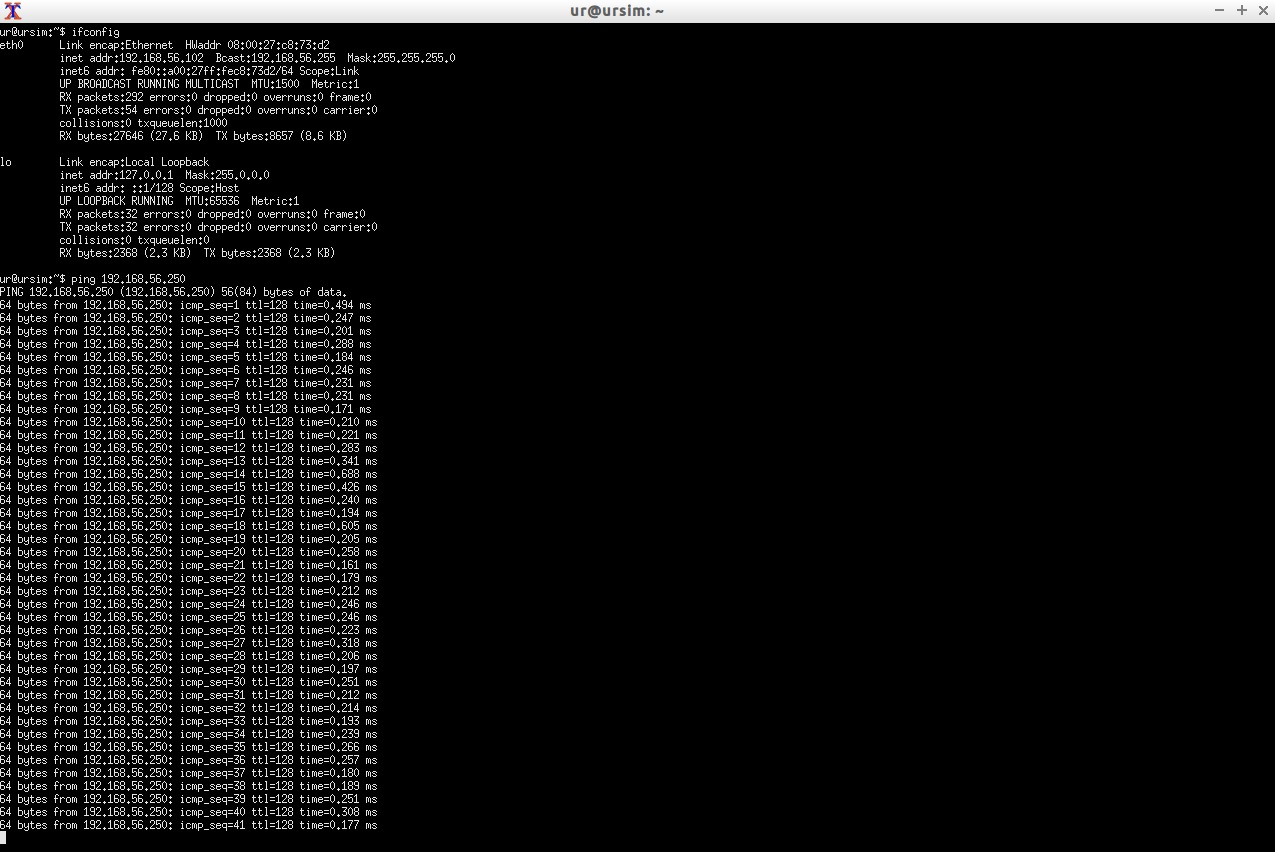 ur@ursim: ~
ur@ursim:~$ ifconfig
eth0      Link encap:Ethernet  HWaddr 08:00:27:c8:73:d2
          inet addr:192.168.56.102  Bcast:192.168.56.255  Mask:255.255.255.0
          inet6 addr: fe80::a00:27ff:fec8:73d2/64 Scope:Link
          UP BROADCAST RUNNING MULTICAST  MTU:1500  Metric:1
          RX packets:292 errors:0 dropped:0 overruns:0 frame:0
          TX packets:54 errors:0 dropped:0 overruns:0 carrier:0
          collisions:0 txqueuelen:1000
          RX bytes:27646 (27.6 KB)  TX bytes:8657 (8.6 KB)

lo        Link encap:Local Loopback
          inet addr:127.0.0.1  Mask:255.0.0.0
          inet6 addr: ::1/128 Scope:Host
          UP LOOPBACK RUNNING  MTU:65536  Metric:1
          RX packets:32 errors:0 dropped:0 overruns:0 frame:0
          TX packets:32 errors:0 dropped:0 overruns:0 carrier:0
          collisions:0 txqueuelen:0
          RX bytes:2368 (2.3 KB)  TX bytes:2368 (2.3 KB)

ur@ursim:~$ ping 192.168.56.250
PING 192.168.56.250 (192.168.56.250) 56(84) bytes of data.
64 bytes from 192.168.56.250: icmp_seq=1 ttl=128 time=0.494 ms
64 bytes from 192.168.56.250: icmp_seq=2 ttl=128 time=0.247 ms
64 bytes from 192.168.56.250: icmp_seq=3 ttl=128 time=0.201 ms
64 bytes from 192.168.56.250: icmp_seq=4 ttl=128 time=0.288 ms
64 bytes from 192.168.56.250: icmp_seq=5 ttl=128 time=0.184 ms
64 bytes from 192.168.56.250: icmp_seq=6 ttl=128 time=0.246 ms
64 bytes from 192.168.56.250: icmp_seq=7 ttl=128 time=0.231 ms
64 bytes from 192.168.56.250: icmp_seq=8 ttl=128 time=0.231 ms
64 bytes from 192.168.56.250: icmp_seq=9 ttl=128 time=0.171 ms
64 bytes from 192.168.56.250: icmp_seq=10 ttl=128 time=0.210 ms
64 bytes from 192.168.56.250: icmp_seq=11 ttl=128 time=0.221 ms
64 bytes from 192.168.56.250: icmp_seq=12 ttl=128 time=0.283 ms
64 bytes from 192.168.56.250: icmp_seq=13 ttl=128 time=0.341 ms
64 bytes from 192.168.56.250: icmp_seq=14 ttl=128 time=0.688 ms
64 bytes from 192.168.56.250: icmp_seq=15 ttl=128 time=0.426 ms
64 bytes from 192.168.56.250: icmp_seq=16 ttl=128 time=0.240 ms
64 bytes from 192.168.56.250: icmp_seq=17 ttl=128 time=0.194 ms
64 bytes from 192.168.56.250: icmp_seq=18 ttl=128 time=0.605 ms
64 bytes from 192.168.56.250: icmp_seq=19 ttl=128 time=0.205 ms
64 bytes from 192.168.56.250: icmp_seq=20 ttl=128 time=0.258 ms
64 bytes from 192.168.56.250: icmp_seq=21 ttl=128 time=0.161 ms
64 bytes from 192.168.56.250: icmp_seq=22 ttl=128 time=0.179 ms
64 bytes from 192.168.56.250: icmp_seq=23 ttl=128 time=0.212 ms
64 bytes from 192.168.56.250: icmp_seq=24 ttl=128 time=0.246 ms
64 bytes from 192.168.56.250: icmp_seq=25 ttl=128 time=0.246 ms
64 bytes from 192.168.56.250: icmp_seq=26 ttl=128 time=0.223 ms
64 bytes from 192.168.56.250: icmp_seq=27 ttl=128 time=0.318 ms
64 bytes from 192.168.56.250: icmp_seq=28 ttl=128 time=0.206 ms
64 bytes from 192.168.56.250: icmp_seq=29 ttl=128 time=0.197 ms
64 bytes from 192.168.56.250: icmp_seq=30 ttl=128 time=0.251 ms
64 bytes from 192.168.56.250: icmp_seq=31 ttl=128 time=0.212 ms
64 bytes from 192.168.56.250: icmp_seq=32 ttl=128 time=0.214 ms
64 bytes from 192.168.56.250: icmp_seq=33 ttl=128 time=0.193 ms
64 bytes from 192.168.56.250: icmp_seq=34 ttl=128 time=0.239 ms
64 bytes from 192.168.56.250: icmp_seq=35 ttl=128 time=0.266 ms
64 bytes from 192.168.56.250: icmp_seq=36 ttl=128 time=0.257 ms
64 bytes from 192.168.56.250: icmp_seq=37 ttl=128 time=0.180 ms
64 bytes from 192.168.56.250: icmp_seq=38 ttl=128 time=0.189 ms
64 bytes from 192.168.56.250: icmp_seq=39 ttl=128 time=0.251 ms
64 bytes from 192.168.56.250: icmp_seq=40 ttl=128 time=0.308 ms
64 bytes from 192.168.56.250: icmp_seq=41 ttl=128 time=0.177 ms